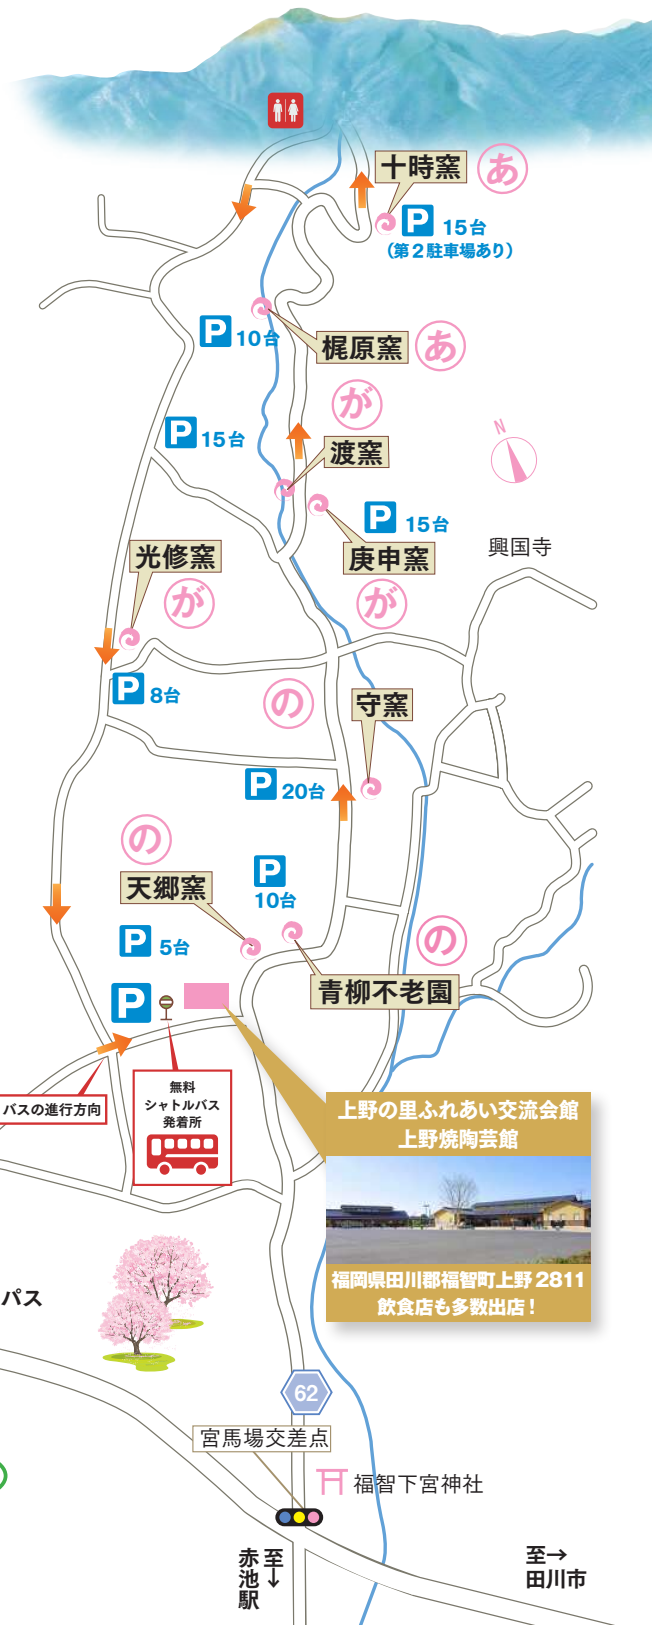 十時窯
あ
P 15台
（第2駐車場あり）
P 10台
梶原窯
あ
が
P 15台
渡窯
N
P 15台
庚申窯
興国寺
光修窯
が
が
P 8台
の
守窯
P 20台
の
P
10台
天郷窯
P 5台
の
青柳不老園
P
バスの進行方向
無料
シャトルバス
発着所
上野の里ふれあい交流会館
上野焼陶芸館
福岡県田川郡福智町上野2811
飲食店も多数出店！
パス
62
宮馬場交差点
福智下宮神社
至↓
赤池駅
至→
田川市